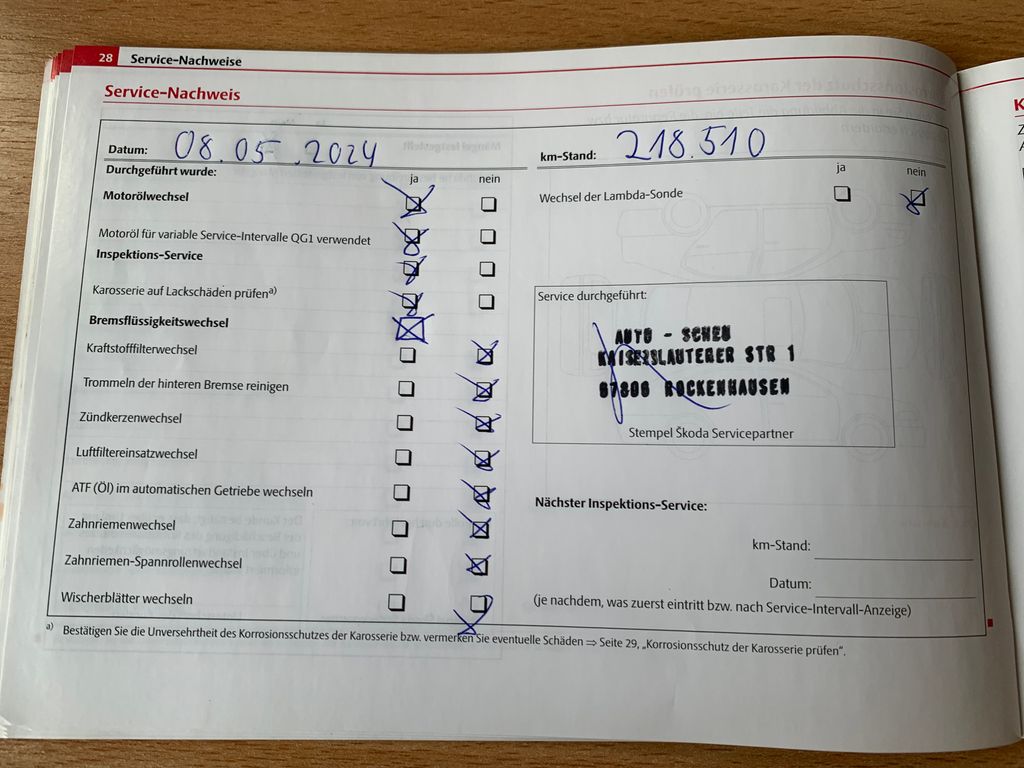 28 Service-Nachweise
Service-Nachweis
Datum: 08.05.2024
km-Stand: 218.510
Durchgeführt wurde:
ja nein
Motorölwechsel
Motoröl für variable Service-Intervalle QG1 verwendet
Inspektions-Service
Karosserie auf Lackschäden prüfen a)
Bremsflüssigkeitswechsel
Kraftstofffilterwechsel
Trommeln der hinteren Bremse reinigen
Zündkerzenwechsel
Luftfiltereinsatzwechsel
ATF (Öl) im automatischen Getriebe wechseln
Zahnriemenwechsel
Zahnriemen-Spannrollenwechsel
Wischerblätter wechseln
ja nein
Wechsel der Lambda-Sonde
Service durchgeführt:
AUTO - SCHEU
KAISERSLAUTERER STR 1
67806 ROCKENHAUSEN
Stempel Škoda Servicepartner
Nächster Inspektions-Service:
km-Stand:
Datum:
(je nachdem, was zuerst eintritt bzw. nach Service-Intervall-Anzeige)
a) Bestätigen Sie die Unversehrtheit des Korrosionsschutzes der Karosserie bzw. vermerken Sie eventuelle Schäden ⇒ Seite 29, „Korrosionsschutz der Karosserie prüfen“.